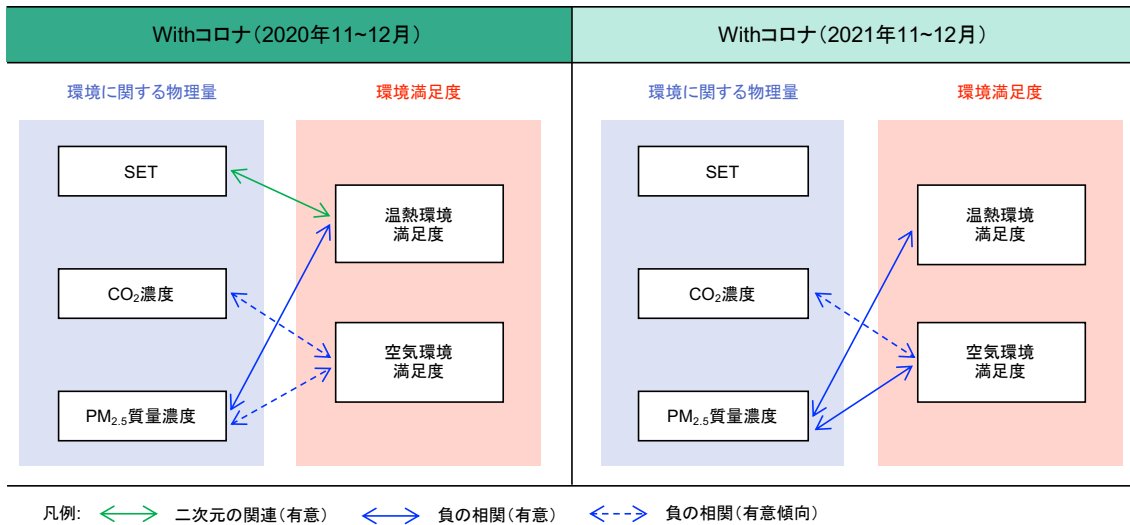 Withコロナ(2020年11~12月)
Withコロナ(2021年11~12月)
環境に関する物理量
環境満足度
SET
温熱環境
満足度
CO₂濃度
空気環境
満足度
PM₂.₅質量濃度
環境に関する物理量
環境満足度
SET
温熱環境
満足度
CO₂濃度
空気環境
満足度
PM₂.₅質量濃度
凡例: 二次元の関連(有意) 負の相関(有意) 負の相関(有意傾向)